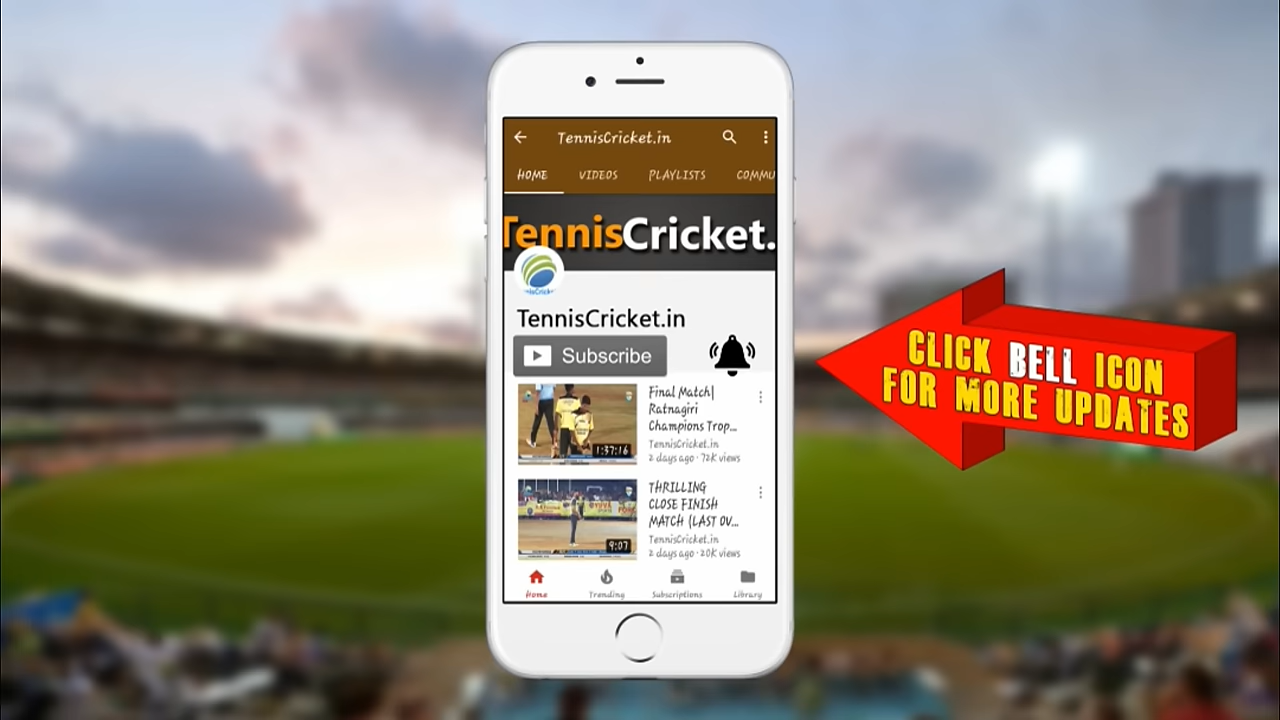 TennisCricket.in
HOME VIDEOS PLAYLISTS COMMU
TennisCricket.
TennisCricket.in
Subscribe
Final Match|
Ratnagiri
Champions Trop...
TennisCricket.in
2 days ago · 72K views
1:37:16
THRILLING
CLOSE FINISH
MATCH (LAST OV...
TennisCricket.in
2 days ago · 20K views
9:07
Home Trending Subscriptions Library
CLICK BELL ICON
FOR MORE UPDATES